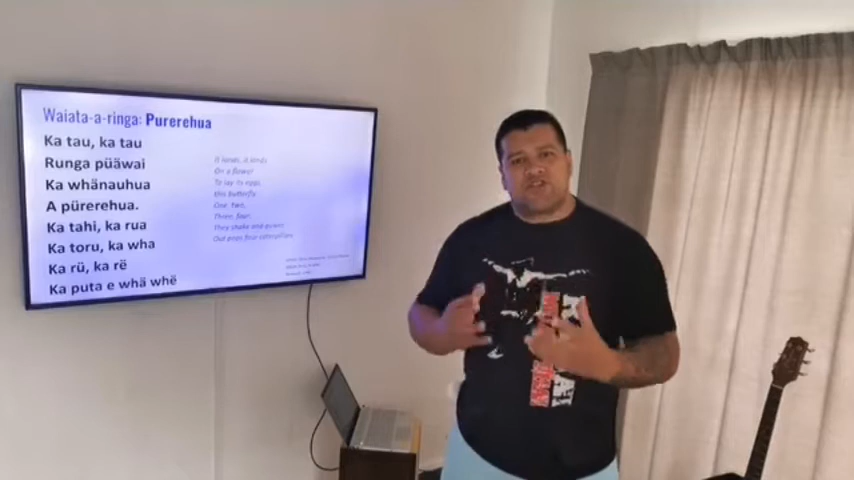 Waiata-a-ringa: Purerehua
Ka tau, ka tau
Runga pūāwai
Ka whānauhua
A pūrerehua.
Ka tahi, ka rua
Ka toru, ka wha
Ka rū, ka rē
Ka puta e whā whē
It lands, it lands
On a flower
To lay its eggs,
this butterfly.
One, two,
Three, four,
They shake and quiver
Out pops four caterpillars